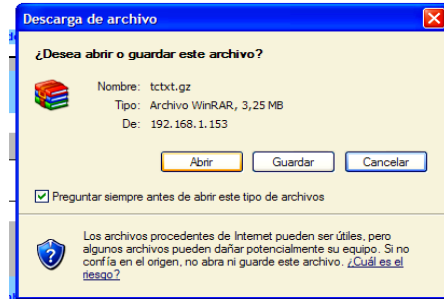 Descarga de archivo
¿Desea abrir o guardar este archivo?
Nombre: tctxt.gz
Tipo: Archivo WinRAR, 3,25 MB
De: 192.168.1.153
Abrir Guardar Cancelar
Preguntar siempre antes de abrir este tipo de archivos
Los archivos procedentes de Internet pueden ser útiles, pero
algunos archivos pueden dañar potencialmente su equipo. Si no
confía en el origen, no abra ni guarde este archivo. ¿Cuál es el
riesgo?